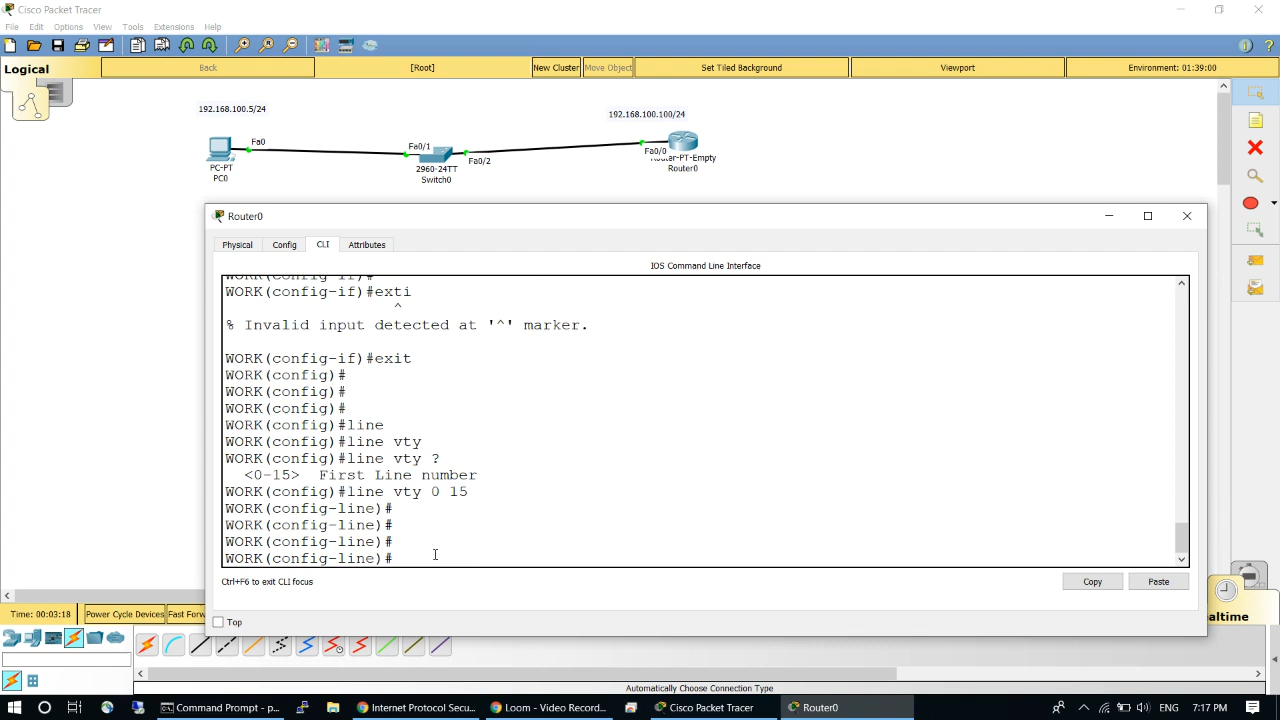 Cisco Packet Tracer
File Edit Options View Tools Extensions Help
Logical Back [Root] New Cluster Move Object Set Tiled Background Viewport Environment: 01:39:00
192.168.100.5/24
192.168.100.100/24
Fa0
Fa0/1
Fa0/2
Fa0/0
PC-PT
PC0
2960-24TT
Switch0
Router-PT-Empty
Router0
Router0
Physical Config CLI Attributes
IOS Command Line Interface
WORK(config-if)#
WORK(config-if)#exti
^
% Invalid input detected at '^' marker.
WORK(config-if)#exit
WORK(config)#
WORK(config)#
WORK(config)#
WORK(config)#line
WORK(config)#line vty
WORK(config)#line vty ?
<0-15> First Line number
WORK(config)#line vty 0 15
WORK(config-line)#
WORK(config-line)#
WORK(config-line)#
WORK(config-line)#
Ctrl+F6 to exit CLI focus
Copy Paste
Top
Time: 00:03:18 Power Cycle Devices Fast Forw
ealtime
Automatically Choose Connection Type
Command Prompt - p... Internet Protocol Secu... Loom - Video Record... Cisco Packet Tracer Router0 ENG 7:17 PM